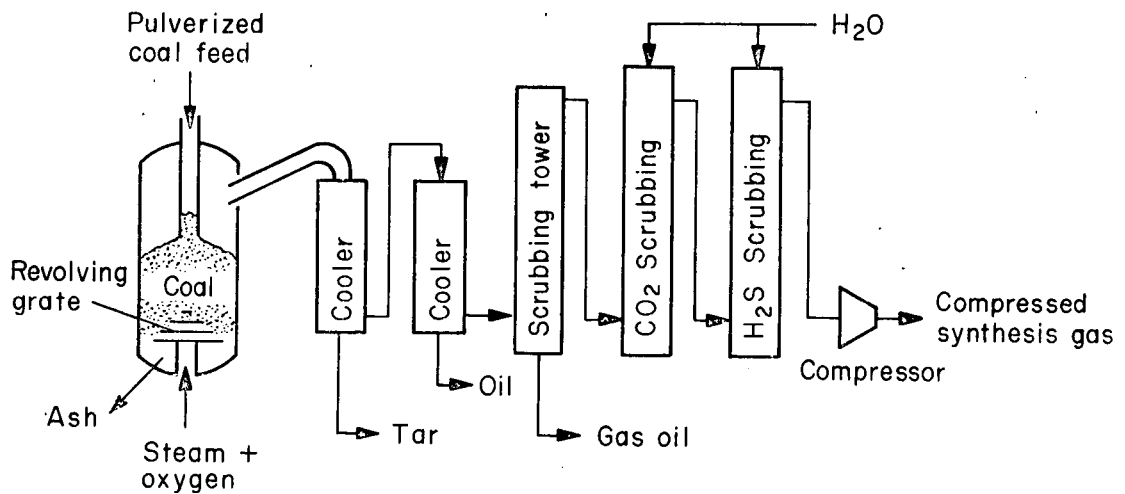 Pulverized
coal feed
H2O
Revolving
grate
Coal
Cooler
Cooler
Scrubbing tower
CO2 Scrubbing
H2S Scrubbing
Compressed
synthesis gas
Compressor
Oil
Ash
Tar
Gas oil
Steam +
oxygen